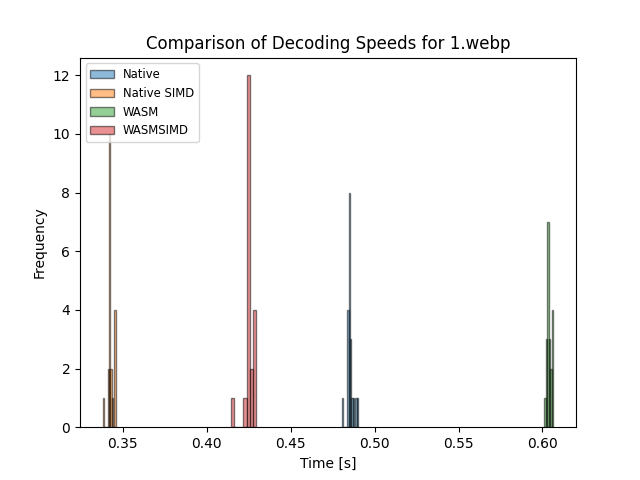 Comparison of Decoding Speeds for 1.webp
Native
Native SIMD
WASM
WASMSIMD
Frequency
12
10
8
6
4
2
0
0.35 0.40 0.45 0.50 0.55 0.60
Time [s]